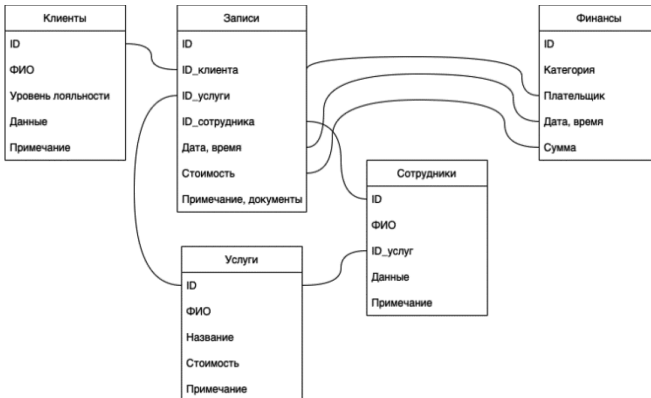 Клиенты
ID
ФИО
Уровень лояльности
Данные
Примечание
Записи
ID
ID_клиента
ID_услуги
ID_сотрудника
Дата, время
Стоимость
Примечание, документы
Финансы
ID
Категория
Плательщик
Дата, время
Сумма
Сотрудники
ID
ФИО
ID_услуг
Данные
Примечание
Услуги
ID
ФИО
Название
Стоимость
Примечание